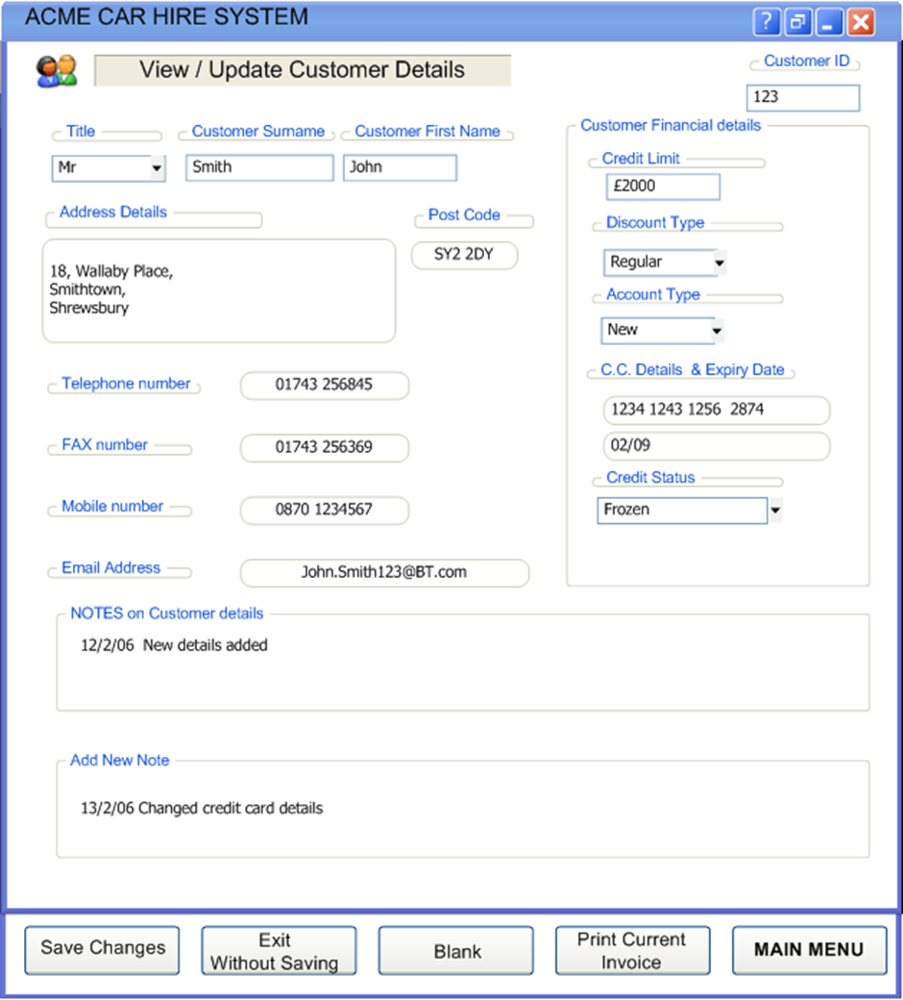 ACME CAR HIRE SYSTEM
?
View / Update Customer Details
Customer ID
123
Title
Customer Surname
Customer First Name
Mr
Smith
John
Address Details
Post Code
18, Wallaby Place,
Smithtown,
Shrewsbury
SY2 2DY
Telephone number
01743 256845
FAX number
01743 256369
Mobile number
0870 1234567
Email Address
John.Smith123@BT.com
Customer Financial details
Credit Limit
£2000
Discount Type
Regular
Account Type
New
C.C. Details & Expiry Date
1234 1243 1256 2874
02/09
Credit Status
Frozen
NOTES on Customer details
12/2/06 New details added
Add New Note
13/2/06 Changed credit card details
Save Changes
Exit
Without Saving
Blank
Print Current
Invoice
MAIN MENU